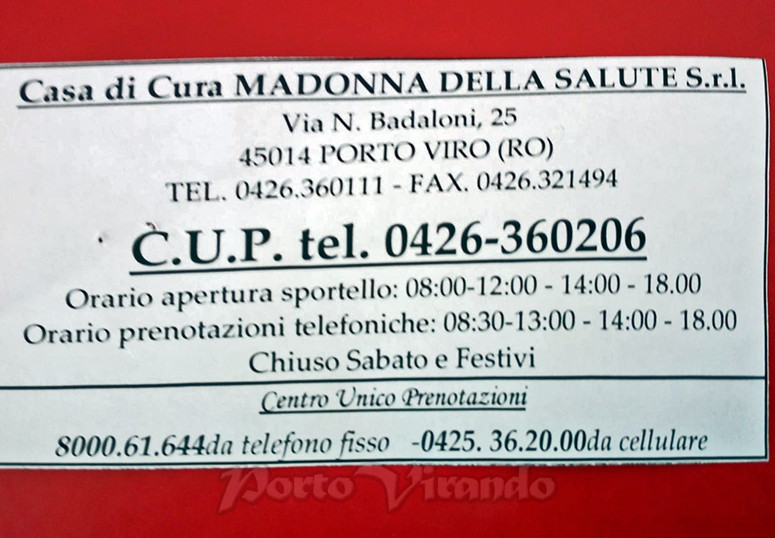 Casa di Cura MADONNA DELLA SALUTE S.r.l.
Via N. Badaloni, 25
45014 PORTO VIRO (RO)
TEL. 0426.360111 - FAX. 0426.321494
C.U.P. tel. 0426-360206
Orario apertura sportello: 08:00-12:00 - 14:00 - 18.00
Orario prenotazioni telefoniche: 08:30-13:00 - 14:00 - 18.00
Chiuso Sabato e Festivi
Centro Unico Prenotazioni
8000.61.644da telefono fisso -0425. 36.20.00da cellulare
Porto Virando